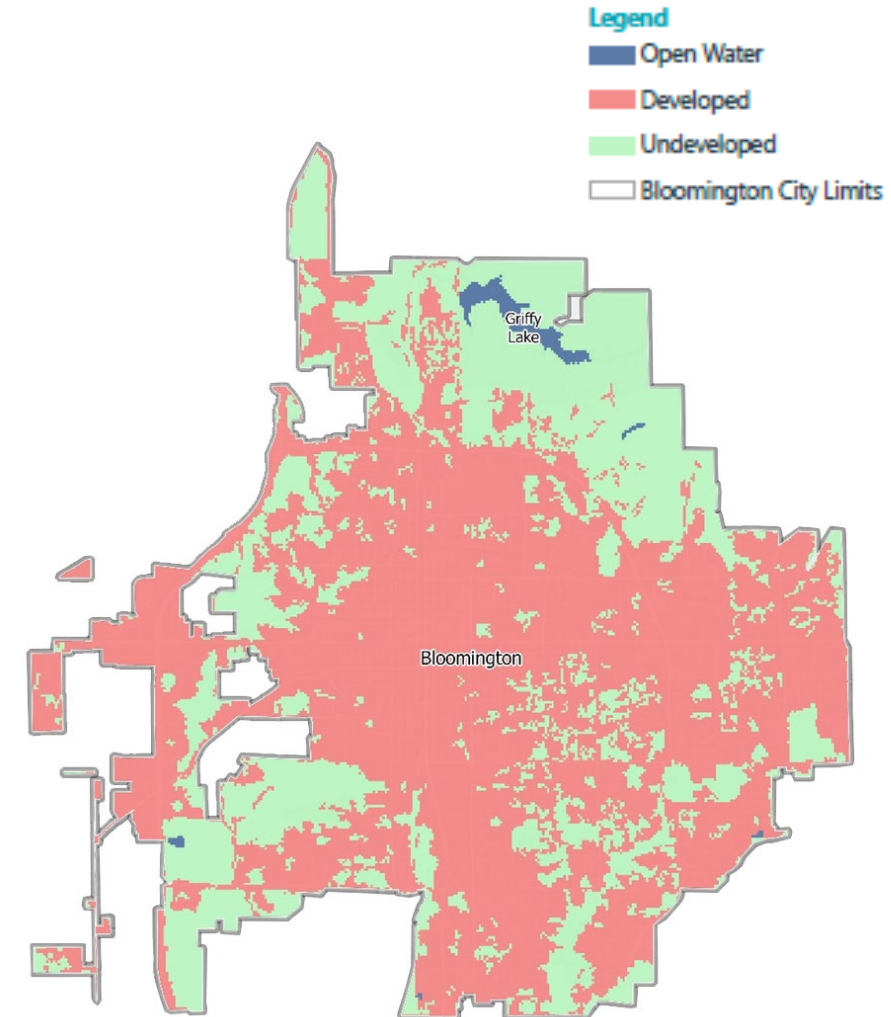 Legend
Open Water
Developed
Undeveloped
Bloomington City Limits
Griffy
Lake
Bloomington